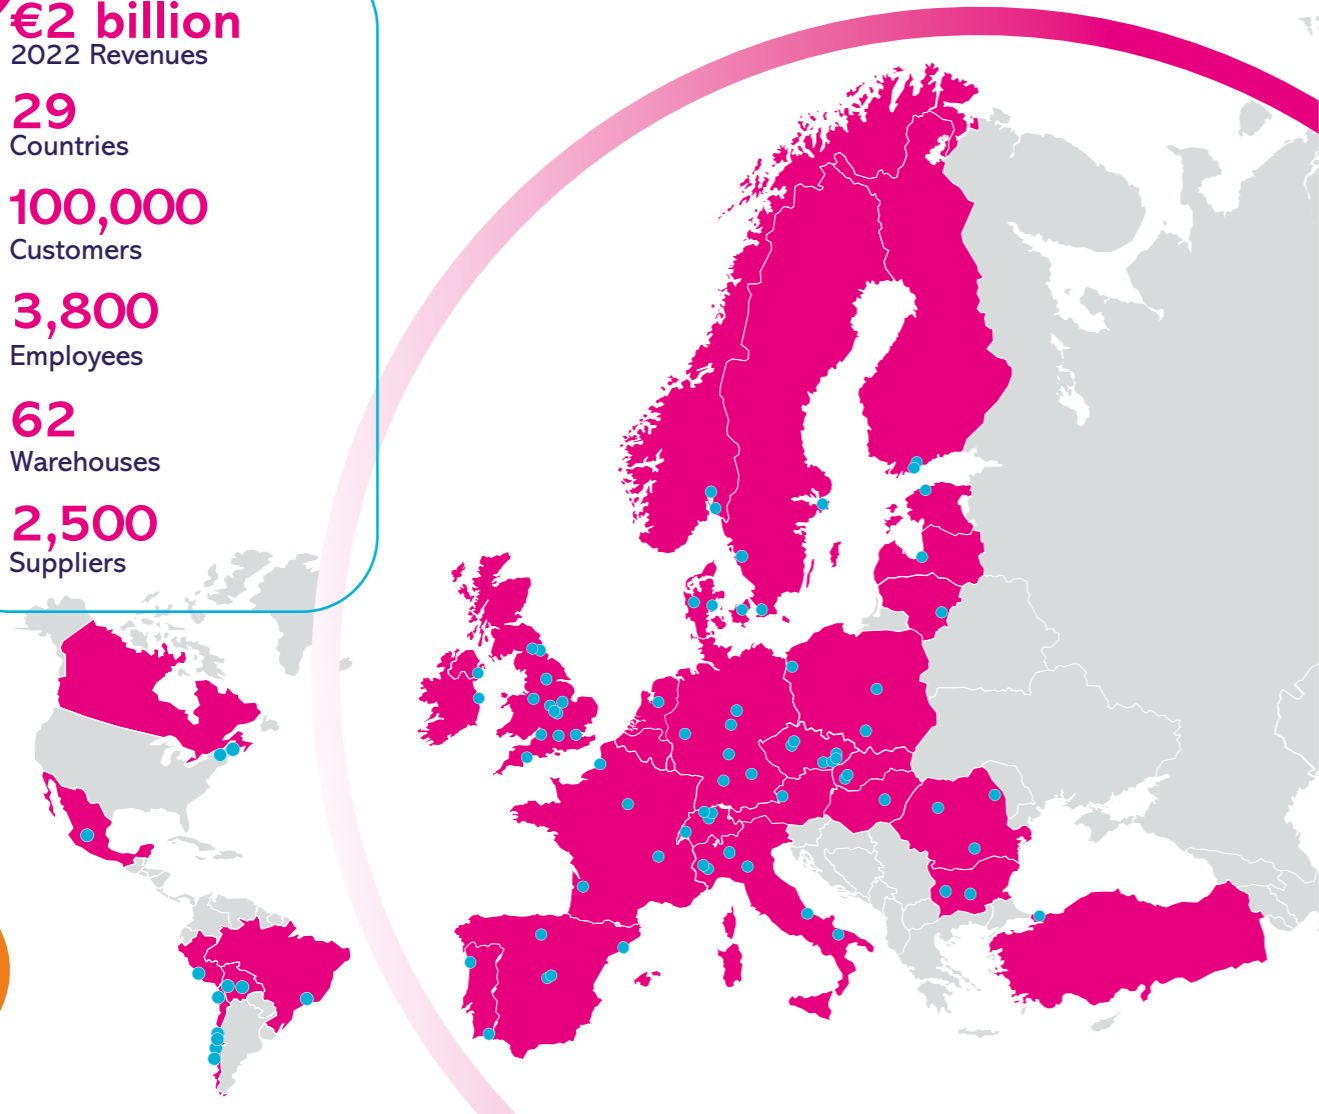 €2 billion
2022 Revenues
29
Countries
100,000
Customers
3,800
Employees
62
Warehouses
2,500
Suppliers